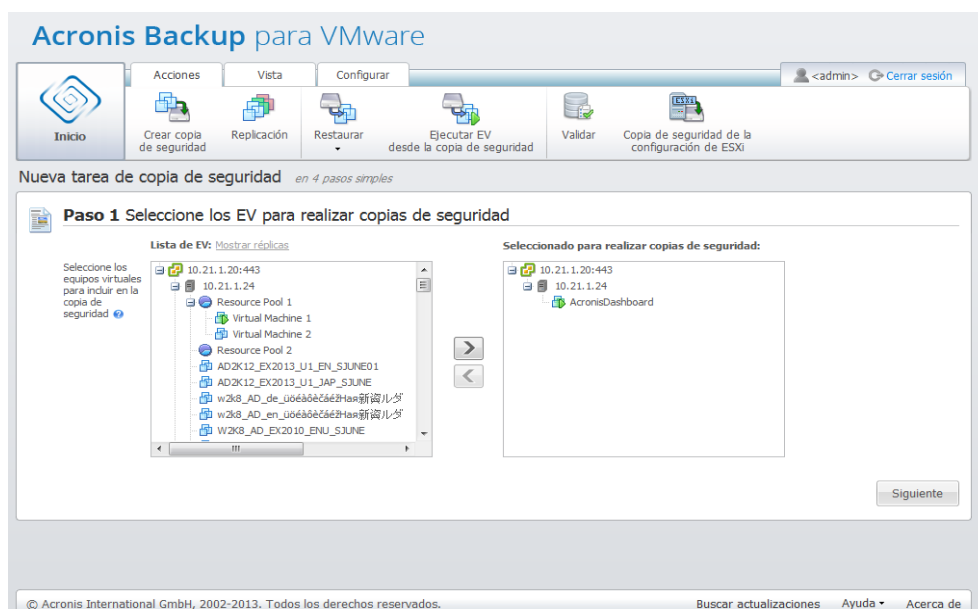 Acronis Backup para VMware
Acciones
Vista
Configurar
<admin>
Cerrar sesión
Inicio
Crear copia
de seguridad
Replicación
Restaurar
Ejecutar EV
desde la copia de seguridad
Validar
ESXi
Copia de seguridad de la
configuración de ESXi
Nueva tarea de copia de seguridad en 4 pasos simples
Paso 1 Seleccione los EV para realizar copias de seguridad
Lista de EV: Mostrar réplicas
Seleccione los
equipos virtuales
para incluir en la
copia de
seguridad
10.21.1.20:443
10.21.1.24
Resource Pool 1
Virtual Machine 1
Virtual Machine 2
Resource Pool 2
AD2K12_EX2013_U1_EN_SJUNE01
AD2K12_EX2013_U1_JAP_SJUNE
W2K8_AD_EX2010_ENU_SJUNE
Seleccionado para realizar copias de seguridad:
10.21.1.20:443
10.21.1.24
AcronisDashboard
Siguiente
© Acronis International GmbH, 2002-2013. Todos los derechos reservados.
Buscar actualizaciones
Ayuda
Acerca de